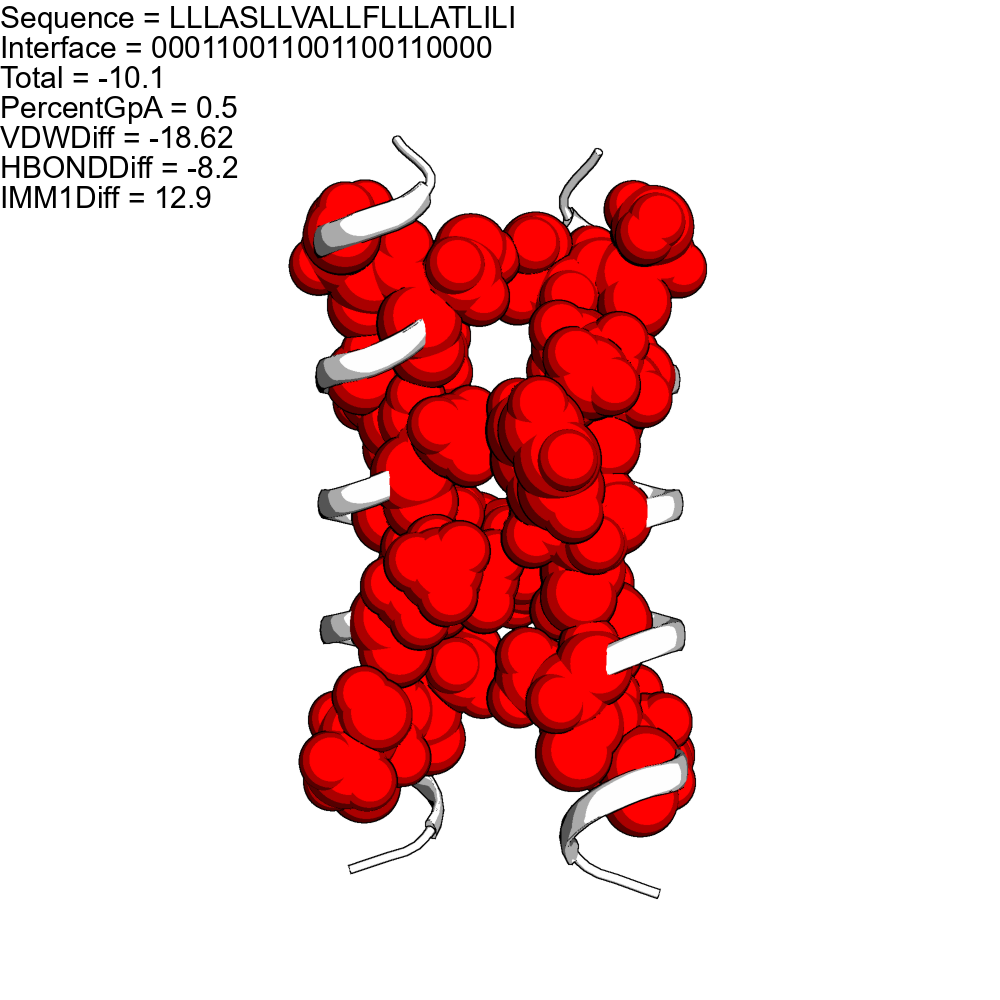 Sequence = LLLASLLVALLFLLLATLILI
Interface = 000110011001100110000
Total = -10.1
PercentGpA = 0.5
VDWDiff = -18.62
HBONDDiff = -8.2
IMM1Diff = 12.9